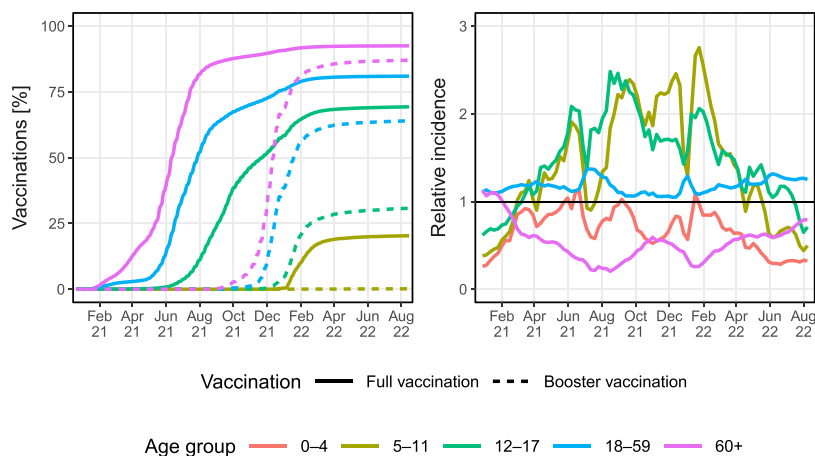 Vaccinations [%]
100
75
50
25
0
Feb Apr Jun Aug Oct Dec Feb Apr Jun Aug
21 21 21 21 21 21 22 22 22 22
Relative incidence
3
2
1
0
Feb Apr Jun Aug Oct Dec Feb Apr Jun Aug
21 21 21 21 21 21 22 22 22 22
Vaccination Full vaccination Booster vaccination
Age group 0–4 5–11 12–17 18–59 60+